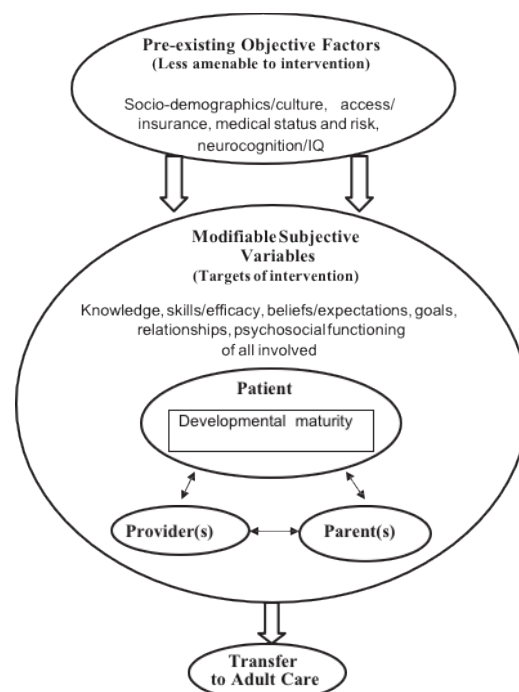 Pre-existing Objective Factors
(Less amenable to intervention)
Socio-demographics/culture, access/
insurance, medical status and risk,
neurocognition/IQ
Modifiable Subjective
Variables
(Targets of intervention)
Knowledge, skills/efficacy, beliefs/expectations, goals,
relationships, psychosocial functioning
of all involved
Patient
Developmental maturity
Provider(s)
Parent(s)
Transfer
to Adult Care